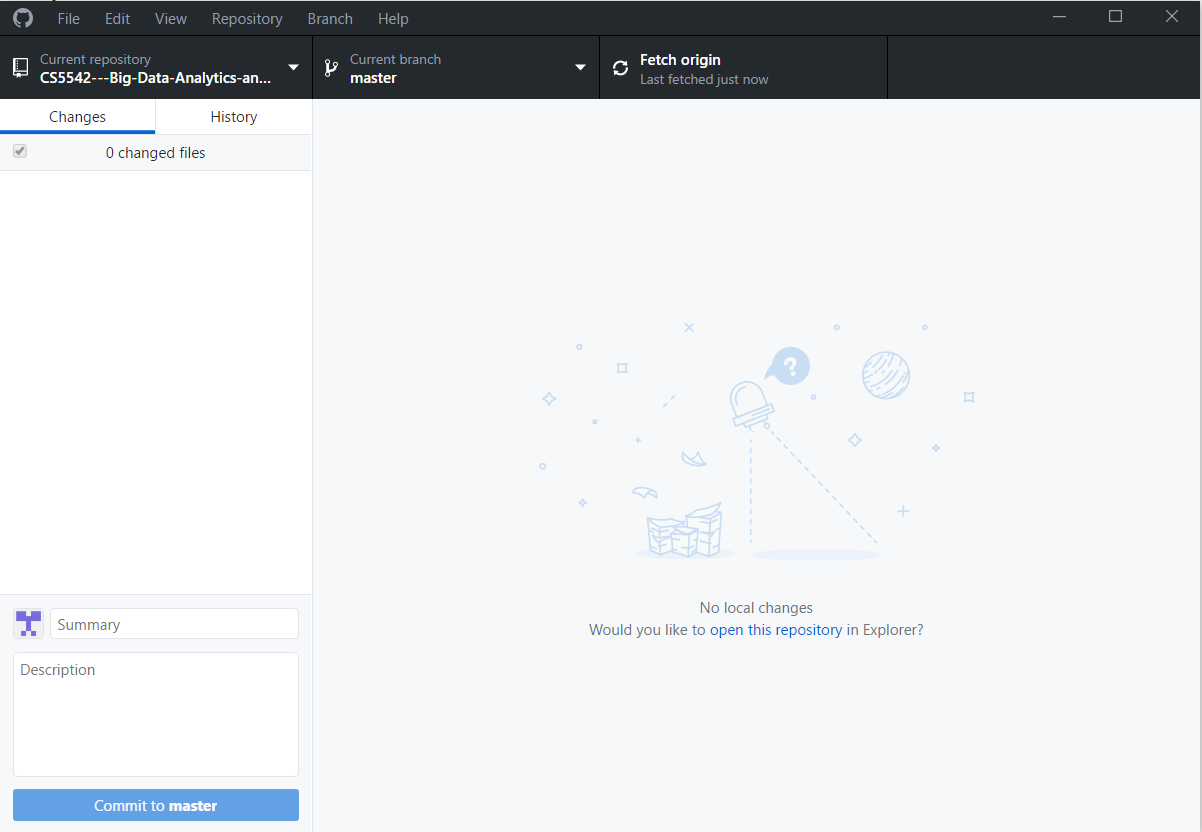 File Edit View Repository Branch Help
Current repository
CS5542---Big-Data-Analytics-an...
Current branch
master
Fetch origin
Last fetched just now
Changes
History
0 changed files
?
No local changes
Would you like to open this repository in Explorer?
Summary
Description
Commit to master